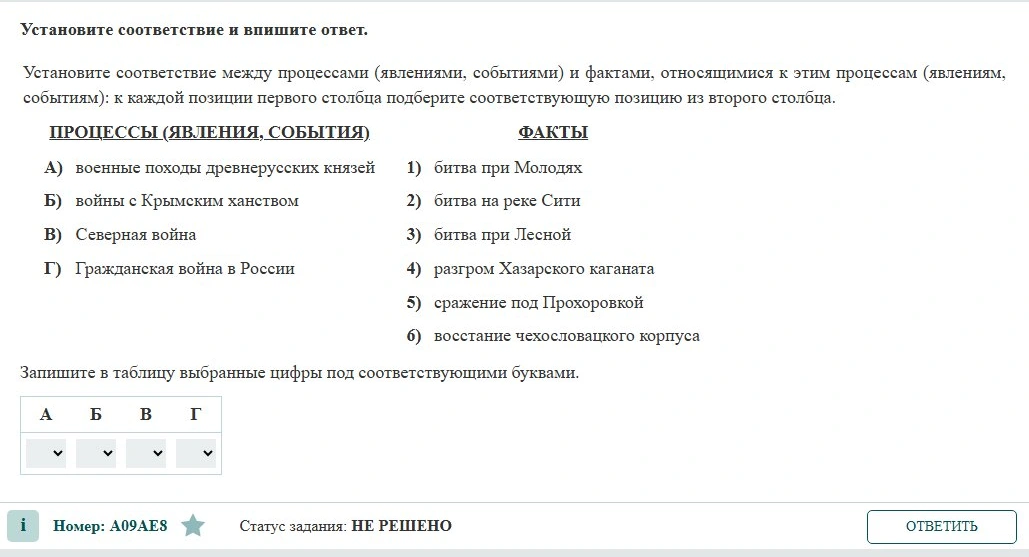 Установите соответствие и впишите ответ.
Установите соответствие между процессами (явлениями, событиями) и фактами, относящимися к этим процессам (явлениям,
событиям): к каждой позиции первого столбца подберите соответствующую позицию из второго столбца.
ПРОЦЕССЫ (ЯВЛЕНИЯ, СОБЫТИЯ) ФАКТЫ
А) военные походы древнерусских князей 1) битва при Молодях
Б) войны с Крымским ханством 2) битва на реке Сити
В) Северная война 3) битва при Лесной
Г) Гражданская война в России 4) разгром Хазарского каганата
5) сражение под Прохоровкой
6) восстание чехословацкого корпуса
Запишите в таблицу выбранные цифры под соответствующими буквами.
А Б В Г
i Номер: A09AE8 Статус задания: НЕ РЕШЕНО ОТВЕТИТЬ